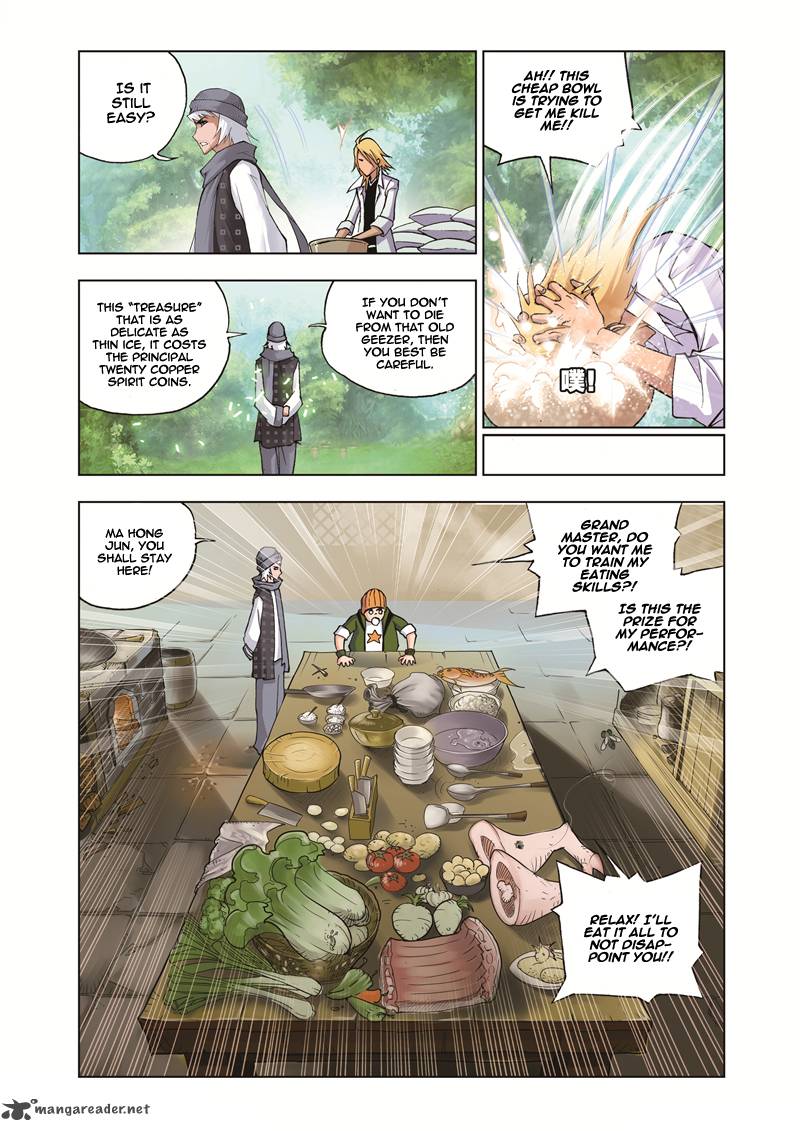 IS IT
STILL
EASY?
AH!! THIS
CHEAP BOWL
IS TRYING TO
GET ME KILL
ME!!
噗!
THIS "TREASURE"
THAT IS AS
DELICATE AS
THIN ICE, IT COSTS
THE PRINCIPAL
TWENTY COPPER
SPIRIT COINS.
IF YOU DON'T
WANT TO DIE
FROM THAT OLD
GEEZER, THEN
YOU BEST BE
CAREFUL.
MA HONG
JUN, YOU
SHALL STAY
HERE!
GRAND
MASTER, DO
YOU WANT ME
TO TRAIN MY
EATING
SKILLS?!
IS THIS THE
PRIZE FOR
MY PERFOR-
MANCE?!
RELAX! I'LL
EAT IT ALL TO
NOT DISAP-
POINT YOU!!
mangareader.net